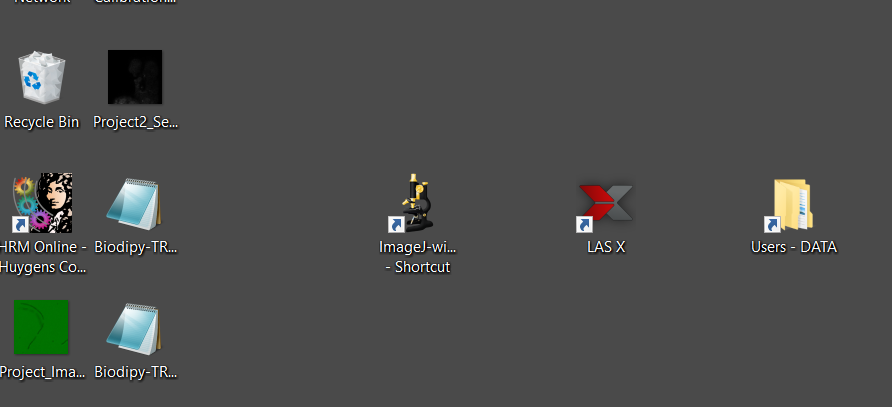 Network
Calibration...
Recycle Bin
Project2_Se...
HRM Online -
Huygens Co...
Biodipy-TR...
ImageJ-wi...
- Shortcut
LAS X
Users - DATA
Project_Ima...
Biodipy-TR...